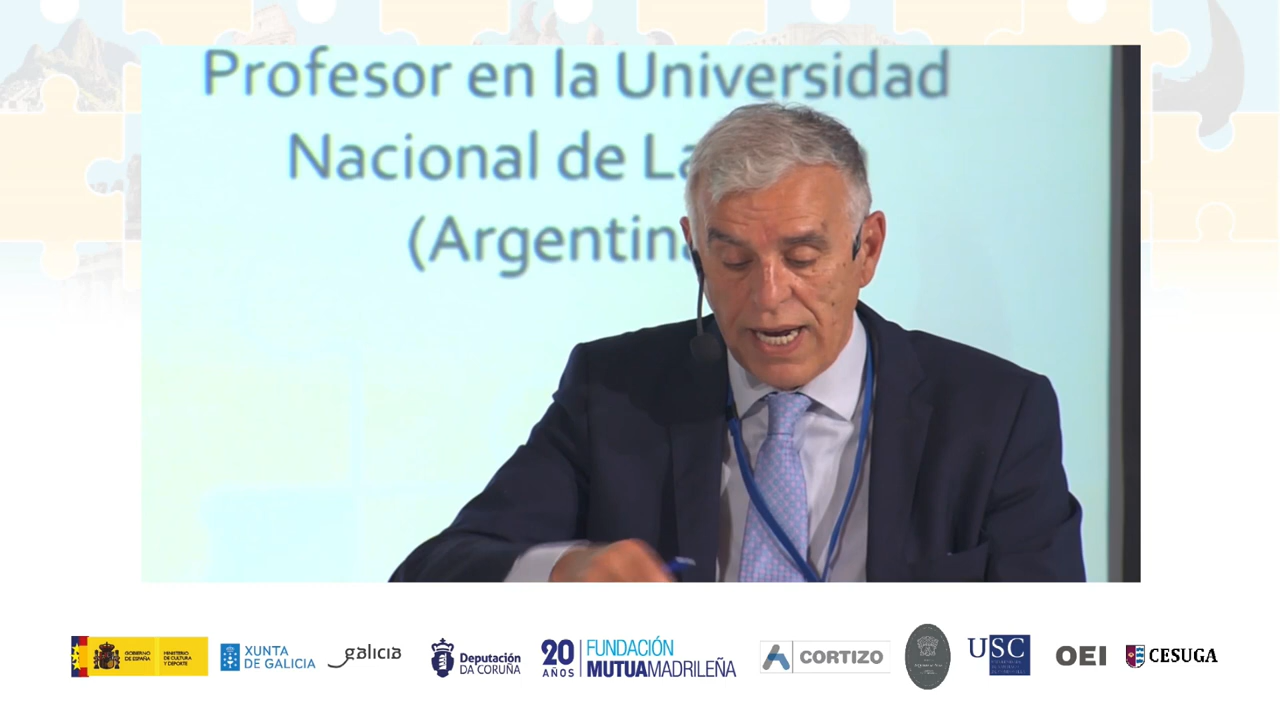 Profesor en la Universidad
Nacional de La
(Argentina
GOBIERNO
DE ESPAÑA
MINISTERIO
DE CULTURA
Y DEPORTE
XUNTA
DE GALICIA
galicia
Deputación
DA CORUÑA
20
AÑOS
FUNDACIÓN
MUTUAMADRILEÑA
CORTIZO
USC
OEI
CESUGA